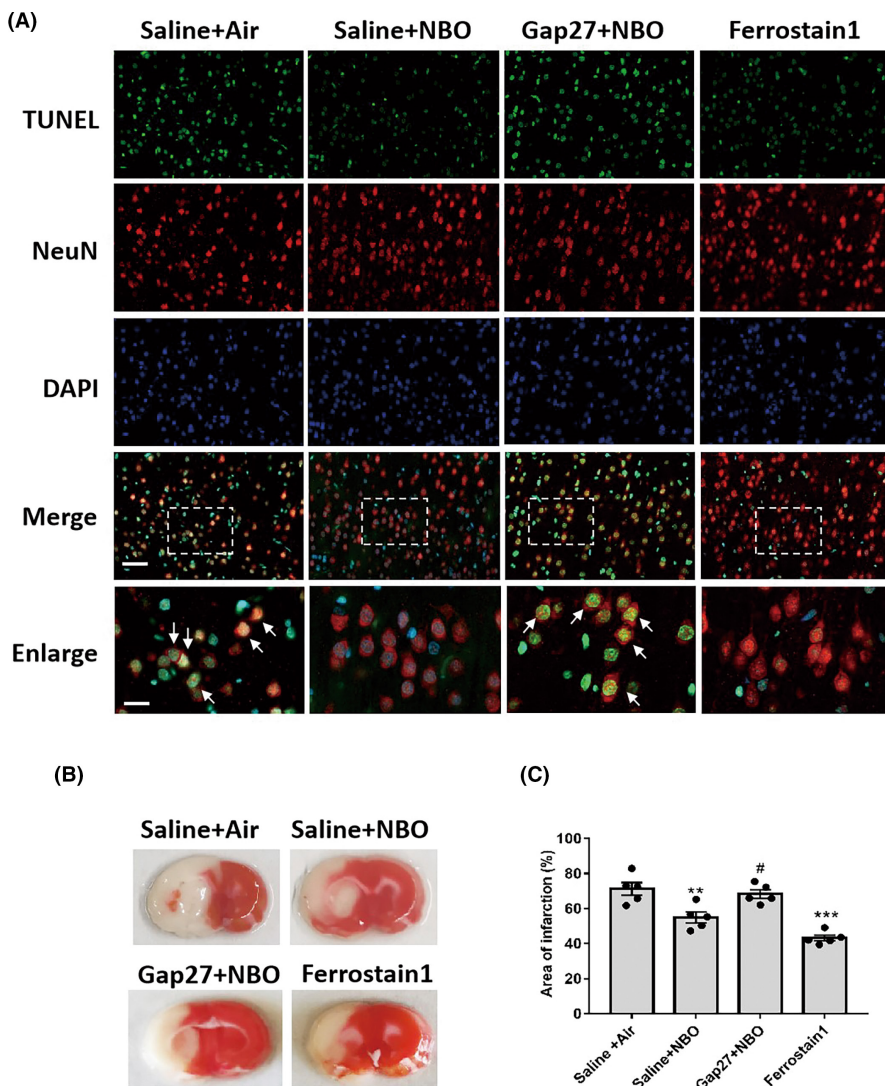 (A)
Saline+Air Saline+NBO Gap27+NBO Ferrostain1
TUNEL
NeuN
DAPI
Merge
Enlarge
(B)
Saline+Air Saline+NBO
Gap27+NBO Ferrostain1
(C)
Area of infarction (%)
100
80
60
40
20
0
**
#
***
Saline +Air
Saline+NBO
Gap27+NBO
Ferrostain1